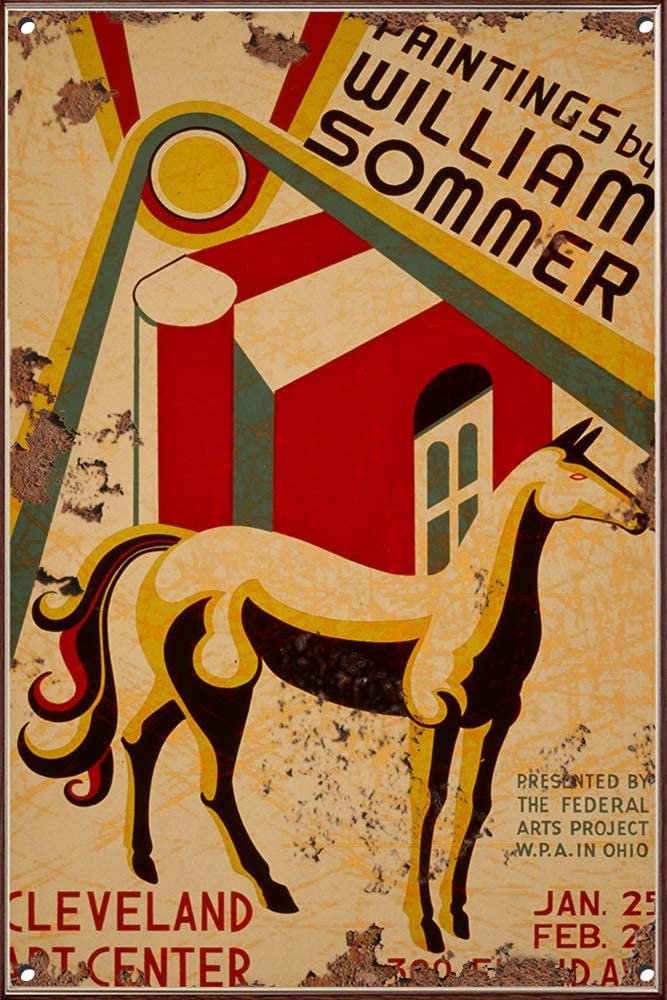 PAINTINGS by
WILLIAM
SOMMER
PRESENTED BY
THE FEDERAL
ARTS PROJECT
W.P.A. IN OHIO
CLEVELAND
ART CENTER
JAN. 25
FEB.